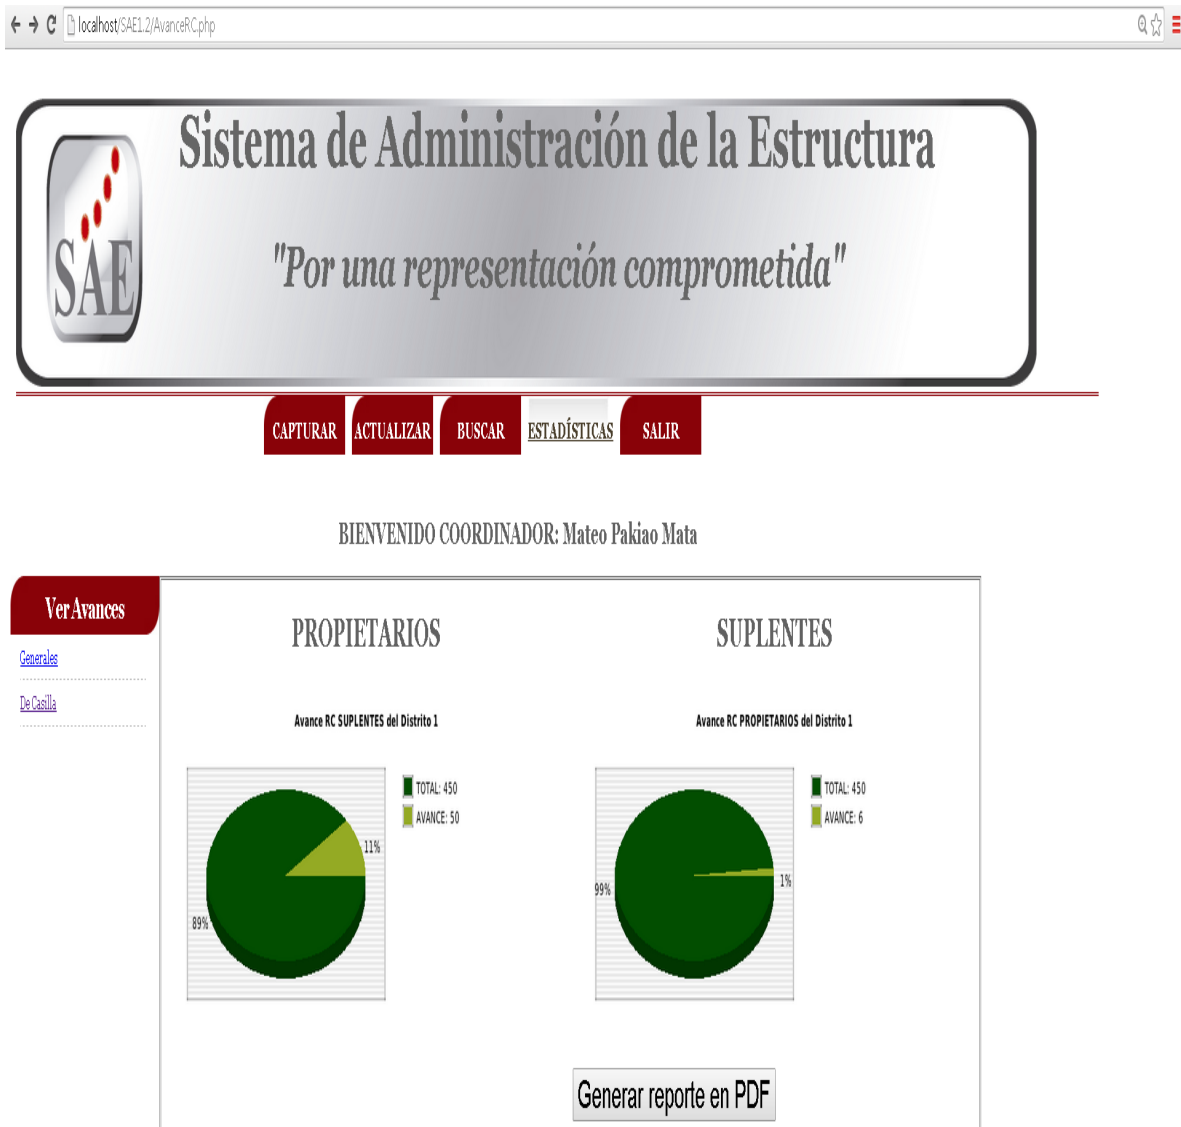 localhost/SAE1.2/AvanceRC.php
Sistema de Administración de la Estructura
"Por una representación comprometida"
SAE
CAPTURAR ACTUALIZAR BUSCAR ESTADÍSTICAS SALIR
BIENVENIDO COORDINADOR: Mateo Pakiao Mata
Ver Avances
Generales
De Casilla
PROPIETARIOS
Avance RC SUPLENTES del Distrito 1
TOTAL: 450
AVANCE: 50
11%
89%
SUPLENTES
Avance RC PROPIETARIOS del Distrito 1
TOTAL: 450
AVANCE: 6
1%
99%
Generar reporte en PDF